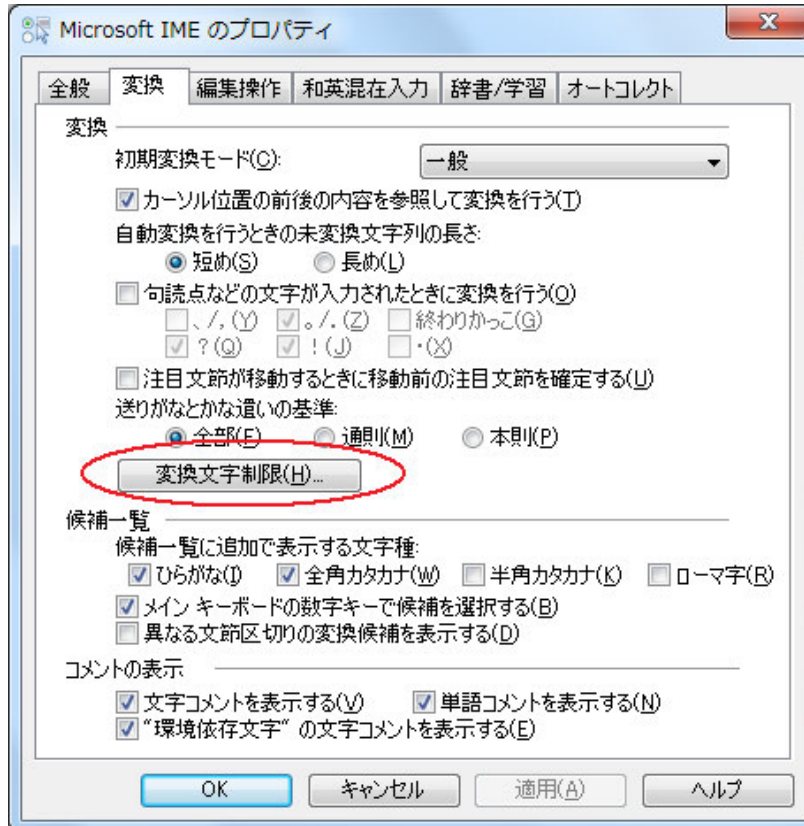 Microsoft IME のプロパティ
全般 変換 編集操作 和英混在入力 辞書/学習 オートコレクト
変換
初期変換モード(C): 一般
カーソル位置の前後の内容を参照して変換を行う(T)
自動変換を行うときの未変換文字列の長さ:
短め(S) 長め(L)
句読点などの文字が入力されたときに変換を行う(O)
、/，(Y) 。/．(Z) 終わりかっこ(G)
？(Q) ！(J) ・(X)
注目文節が移動するときに移動前の注目文節を確定する(U)
送りがなとかな遣いの基準:
全部(F) 通則(M) 本則(P)
変換文字制限(H)...
候補一覧
候補一覧に追加で表示する文字種:
ひらがな(I) 全角カタカナ(W) 半角カタカナ(K) ローマ字(R)
メイン キーボードの数字キーで候補を選択する(B)
異なる文節区切りの変換候補を表示する(D)
コメントの表示
文字コメントを表示する(V) 単語コメントを表示する(N)
“環境依存文字“ の文字コメントを表示する(E)
OK キャンセル 適用(A) ヘルプ